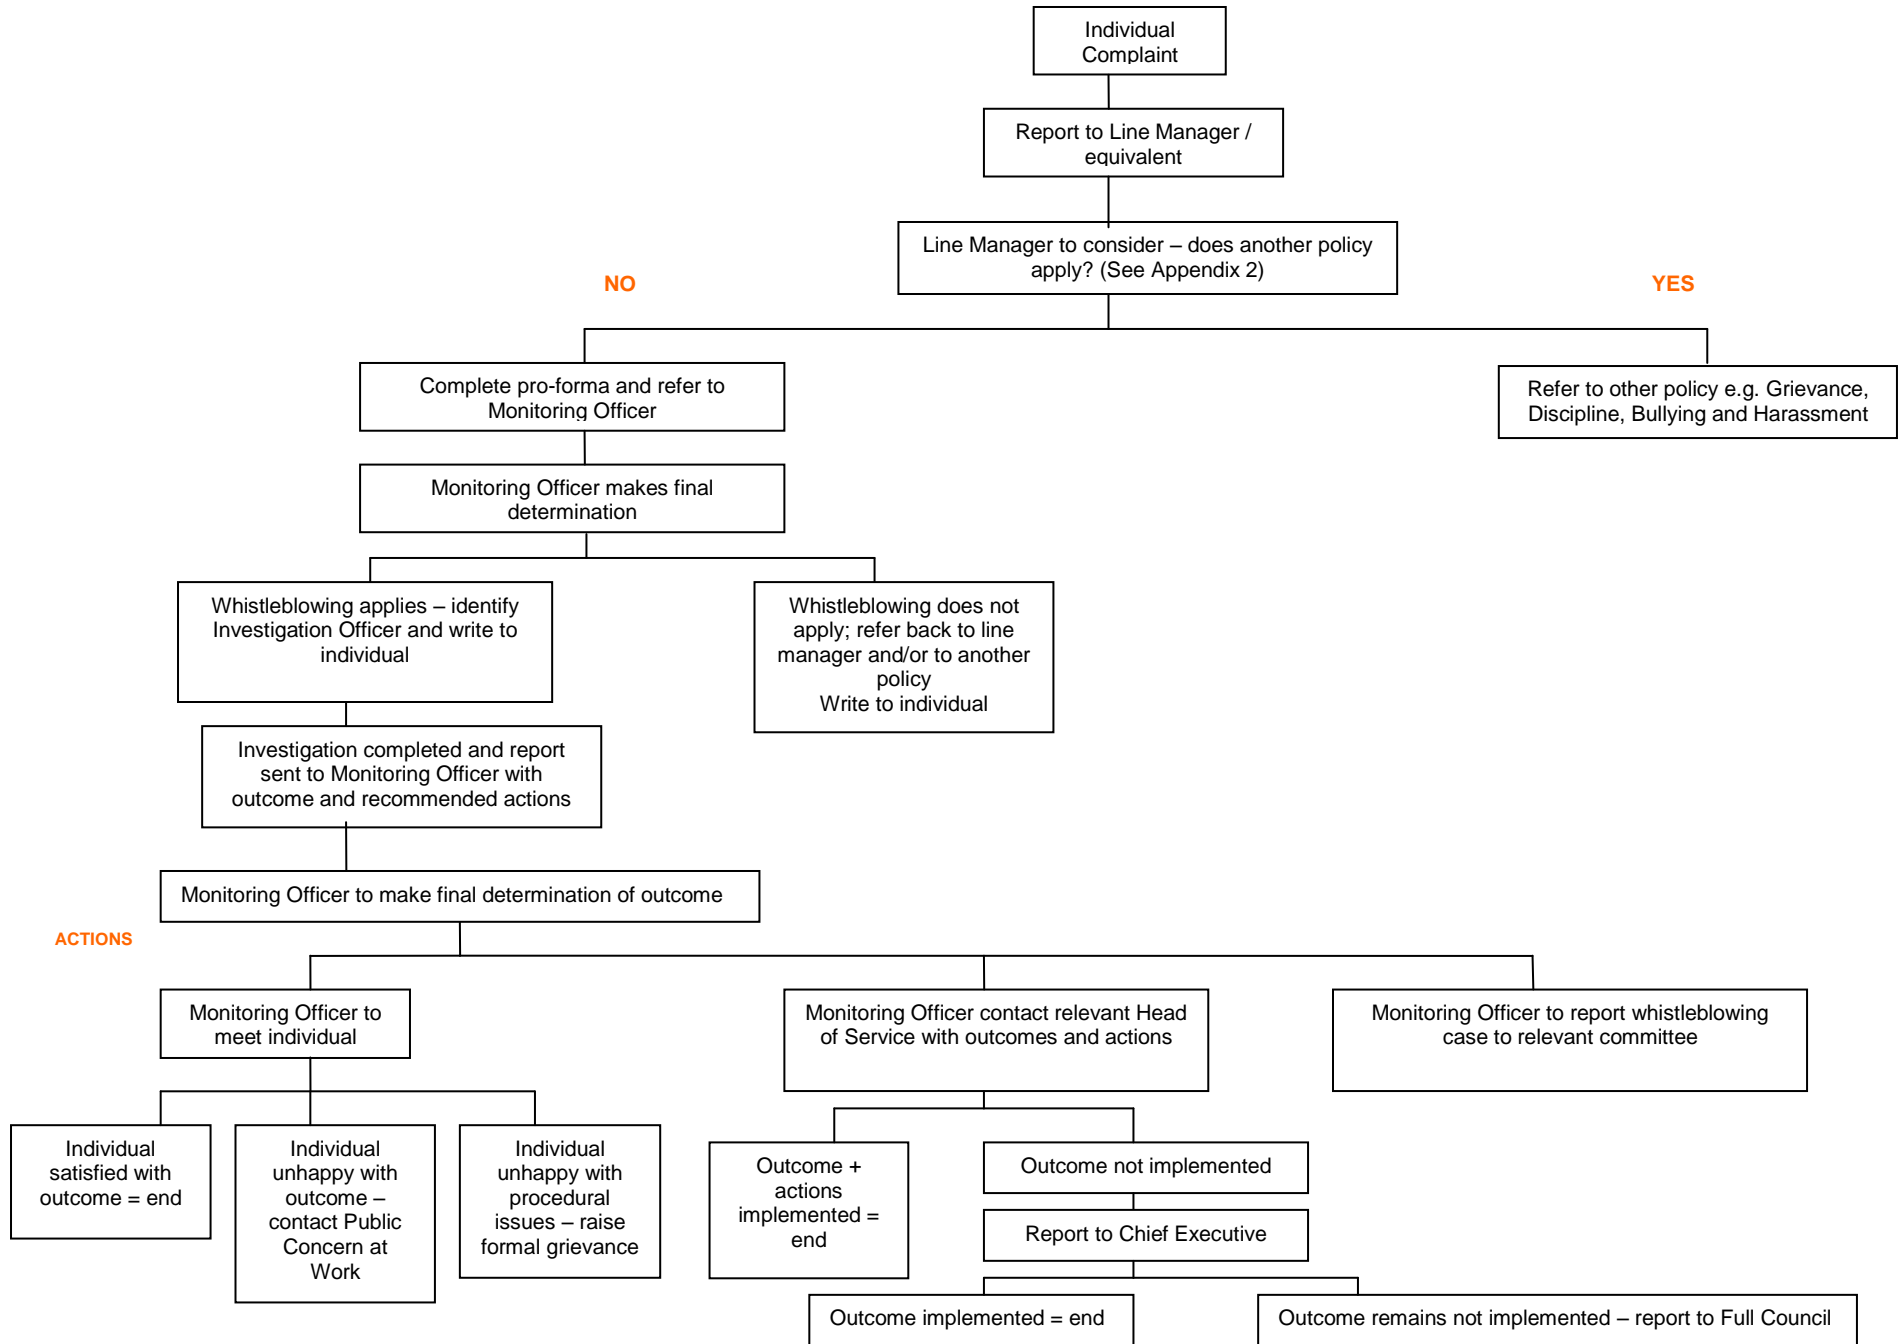 Individual
Complaint
Report to Line Manager /
equivalent
Line Manager to consider – does another policy
apply? (See Appendix 2)
NO
YES
Complete pro-forma and refer to
Monitoring Officer
Refer to other policy e.g. Grievance,
Discipline, Bullying and Harassment
Monitoring Officer makes final
determination
Whistleblowing applies – identify
Investigation Officer and write to
individual
Whistleblowing does not
apply; refer back to line
manager and/or to another
policy
Write to individual
Investigation completed and report
sent to Monitoring Officer with
outcome and recommended actions
Monitoring Officer to make final determination of outcome
ACTIONS
Monitoring Officer to
meet individual
Monitoring Officer contact relevant Head
of Service with outcomes and actions
Monitoring Officer to report whistleblowing
case to relevant committee
Individual
satisfied with
outcome = end
Individual
unhappy with
outcome –
contact Public
Concern at
Work
Individual
unhappy with
procedural
issues – raise
formal grievance
Outcome +
actions
implemented =
end
Outcome not implemented
Report to Chief Executive
Outcome implemented = end
Outcome remains not implemented – report to Full Council